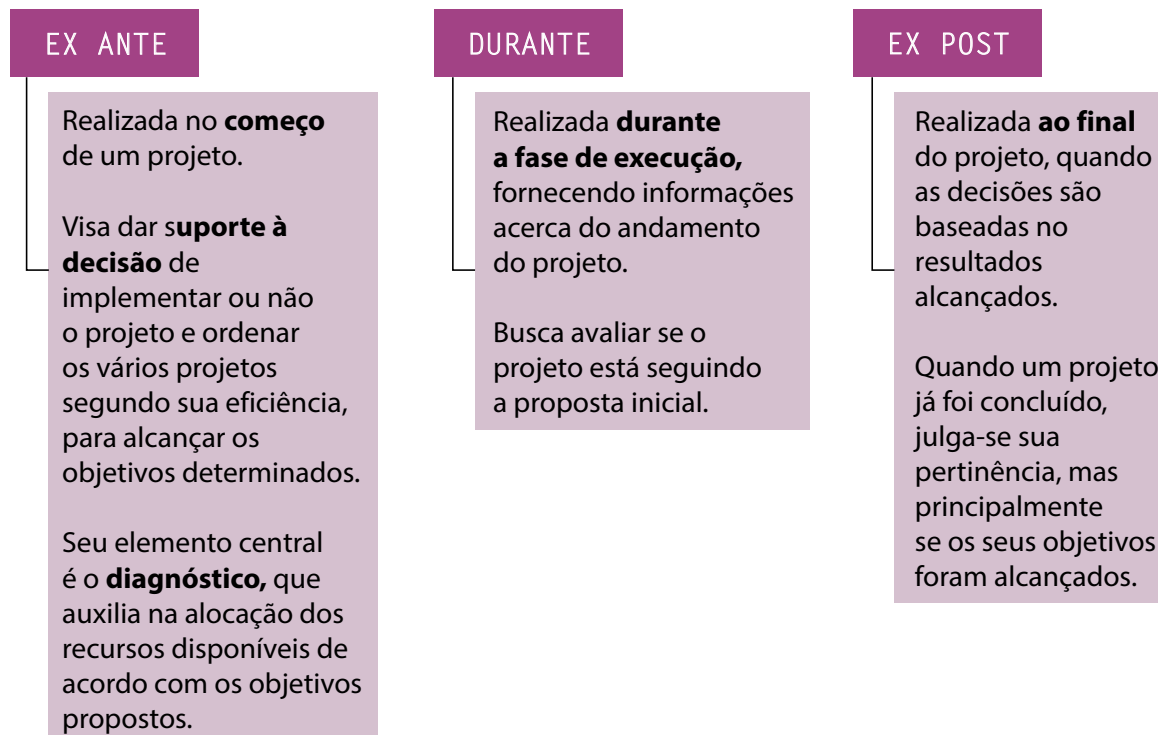 EX ANTE
Realizada no começo
de um projeto.
Visa dar suporte à
decisão de
implementar ou não
o projeto e ordenar
os vários projetos
segundo sua eficiência,
para alcançar os
objetivos determinados.
Seu elemento central
é o diagnóstico, que
auxilia na alocação dos
recursos disponíveis de
acordo com os objetivos
propostos.
DURANTE
Realizada durante
a fase de execução,
fornecendo informações
acerca do andamento
do projeto.
Busca avaliar se o
projeto está seguindo
a proposta inicial.
EX POST
Realizada ao final
do projeto, quando
as decisões são
baseadas no
resultados
alcançados.
Quando um projeto
já foi concluído,
julga-se sua
pertinência, mas
principalmente
se os seus objetivos
foram alcançados.